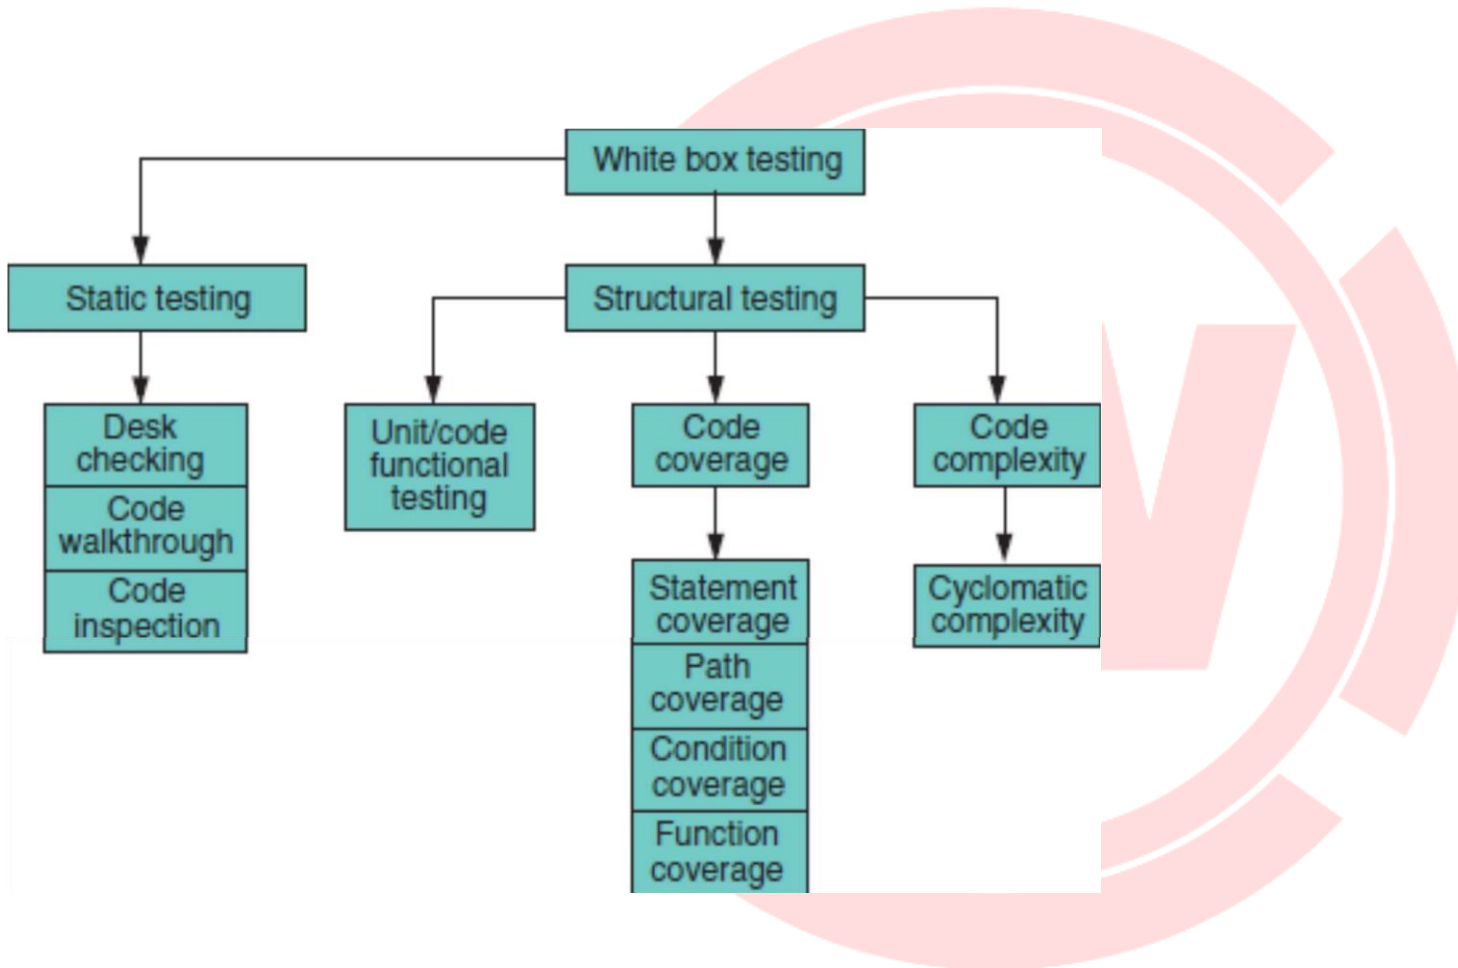 White box testing
Static testing
Structural testing
Desk
checking
Code
walkthrough
Code
inspection
Unit/code
functional
testing
Code
coverage
Statement
coverage
Path
coverage
Condition
coverage
Function
coverage
Code
complexity
Cyclomatic
complexity